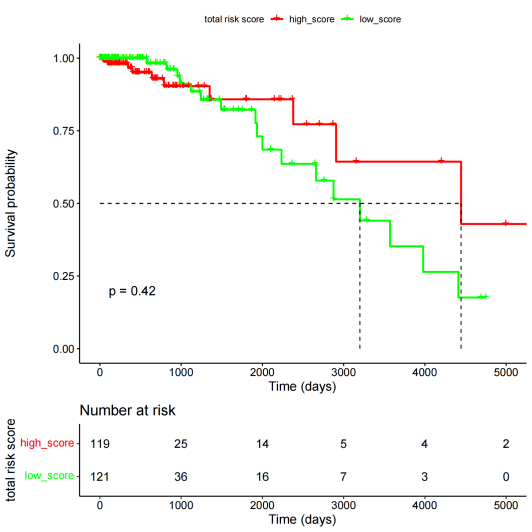 total risk score high_score low_score
Survival probability
1.00
0.75
0.50
0.25
0.00
p = 0.42
0 1000 2000 3000 4000 5000
Time (days)
Number at risk
total risk score
high_score 119 25 14 5 4 2
low_score 121 36 16 7 3 0
0 1000 2000 3000 4000 5000
Time (days)